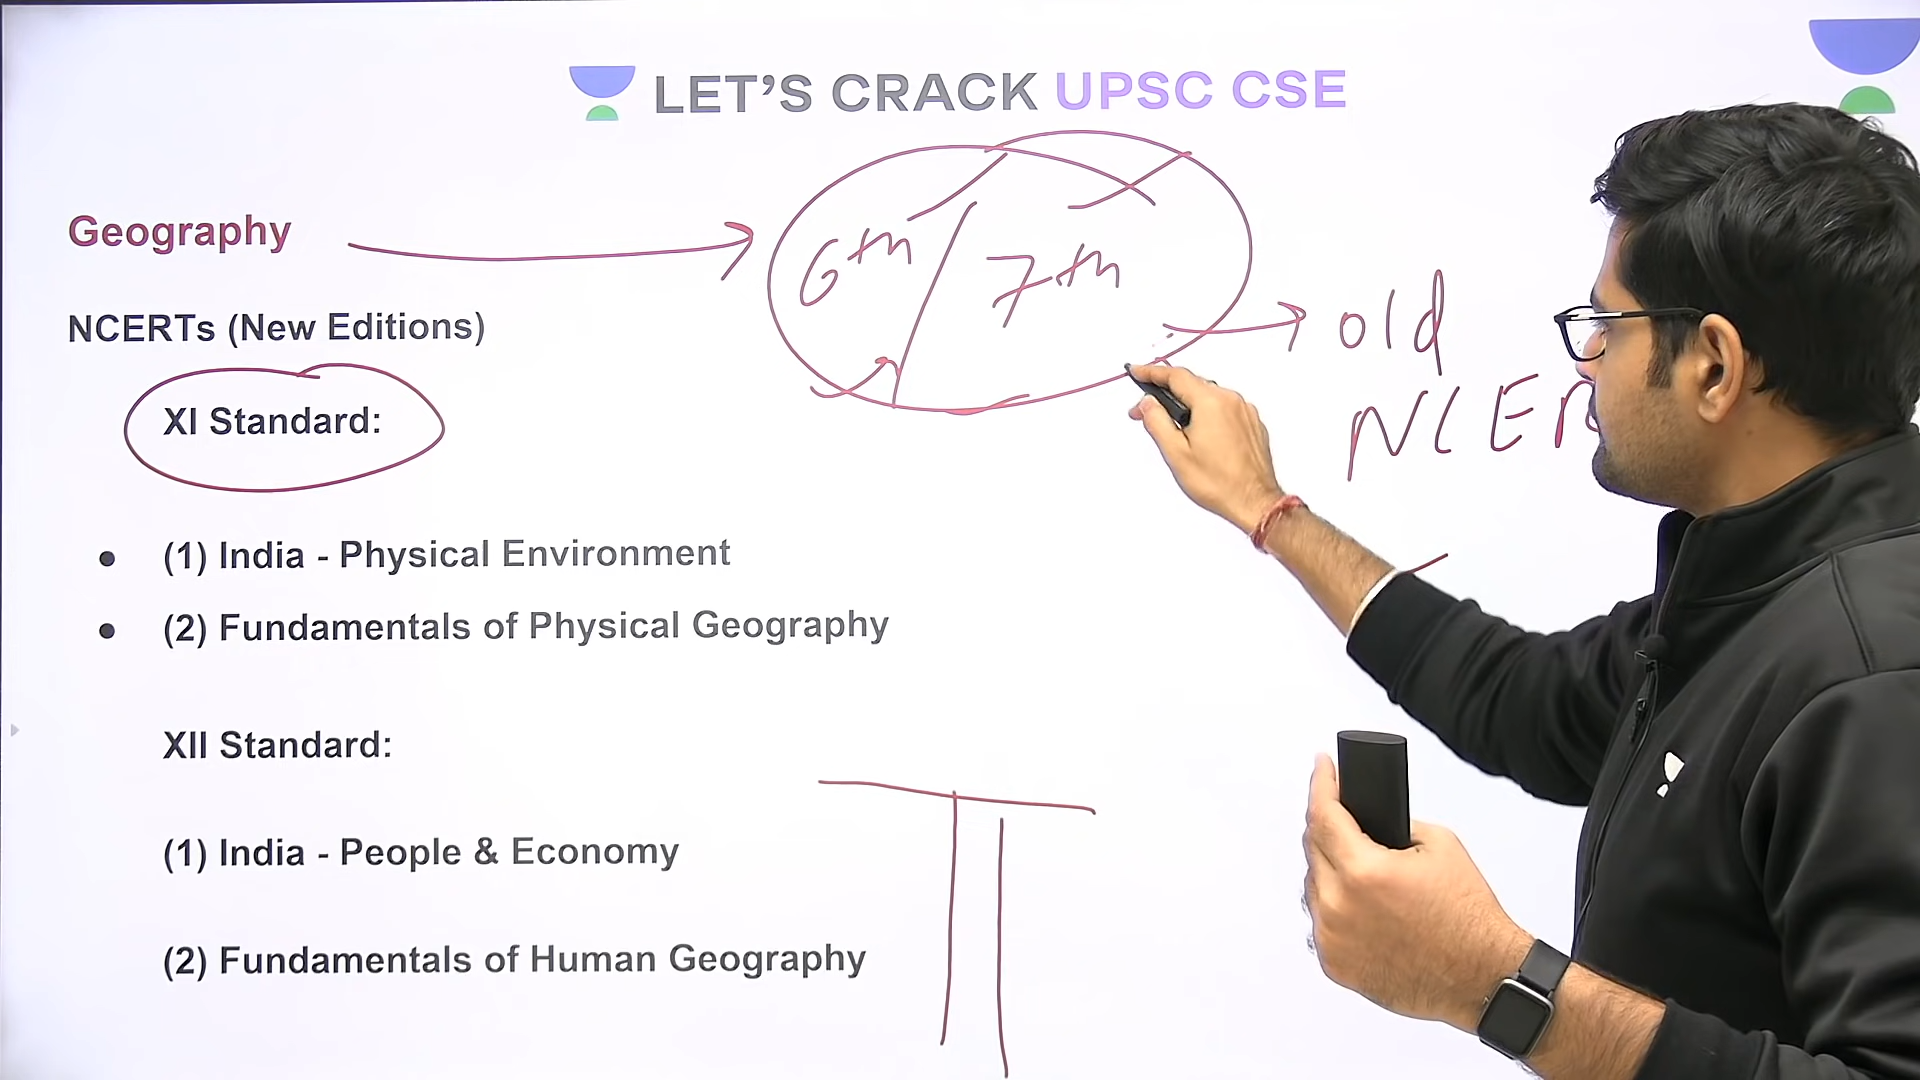 LET'S CRACK UPSC CSE
Geography
6th 7th
old
NCERTs (New Editions)
XI Standard:
(1) India - Physical Environment
(2) Fundamentals of Physical Geography
XII Standard:
(1) India - People & Economy
(2) Fundamentals of Human Geography